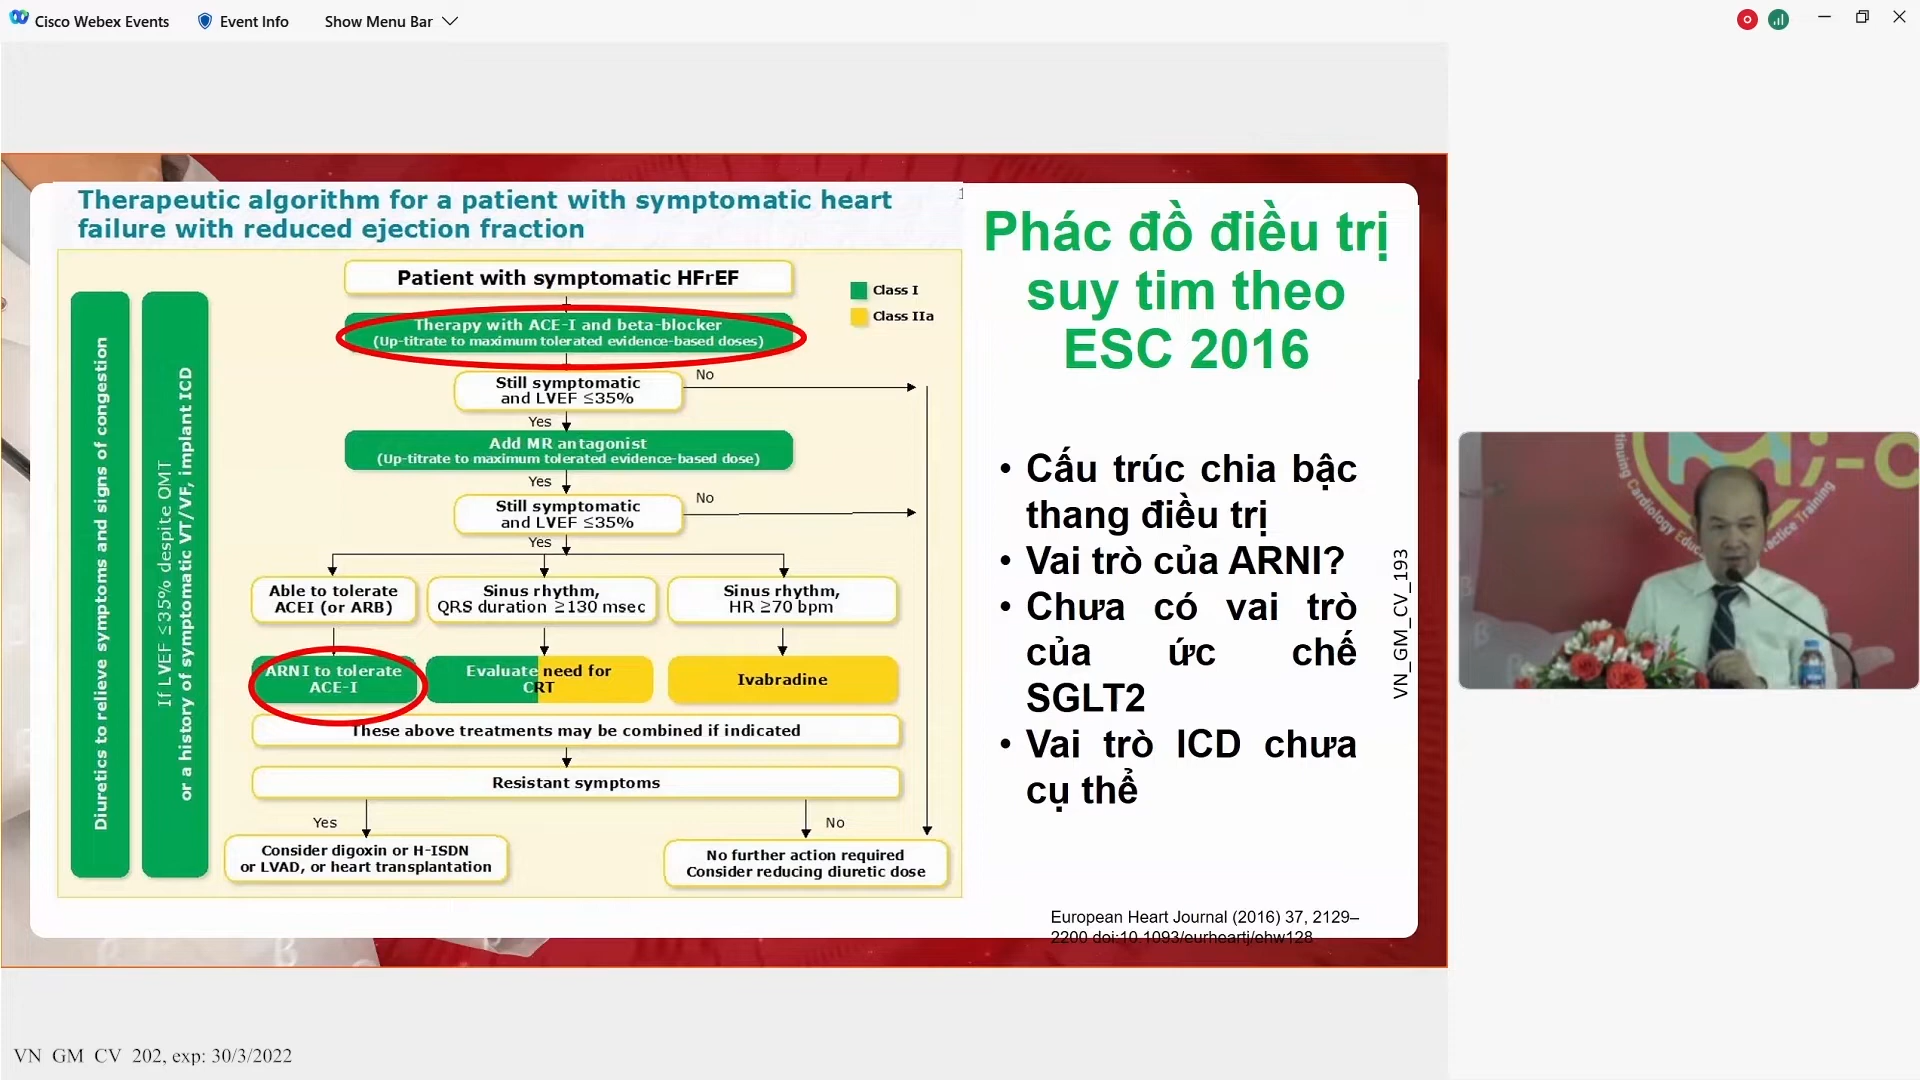 Cisco Webex Events
Event Info
Show Menu Bar
Therapeutic algorithm for a patient with symptomatic heart
failure with reduced ejection fraction
1
Patient with symptomatic HFrEF
Class I
Class IIa
Therapy with ACE-I and beta-blocker
(Up-titrate to maximum tolerated evidence-based doses)
Still symptomatic
and LVEF ≤35%
No
Yes
Add MR antagonist
(Up-titrate to maximum tolerated evidence-based dose)
Yes
Still symptomatic
and LVEF ≤35%
No
Yes
Able to tolerate
ACEI (or ARB)
Sinus rhythm,
QRS duration ≥130 msec
Sinus rhythm,
HR ≥70 bpm
ARNI to tolerate
ACE-I
Evaluate need for
CRT
Ivabradine
These above treatments may be combined if indicated
Resistant symptoms
Yes
No
Consider digoxin or H-ISDN
or LVAD, or heart transplantation
No further action required
Consider reducing diuretic dose
Diuretics to relieve symptoms and signs of congestion
If LVEF ≤35% despite OMT
or a history of symptomatic VT/VF, implant ICD
Phác đồ điều trị
suy tim theo
ESC 2016
• Cấu trúc chia bậc
thang điều trị
• Vai trò của ARNI?
• Chưa có vai trò
của ức chế
SGLT2
• Vai trò ICD chưa
cụ thể
European Heart Journal (2016) 37, 2129–
2200 doi:10.1093/eurheartj/ehw128
VN_GM_CV_193
VN_GM_CV_202, exp: 30/3/2022